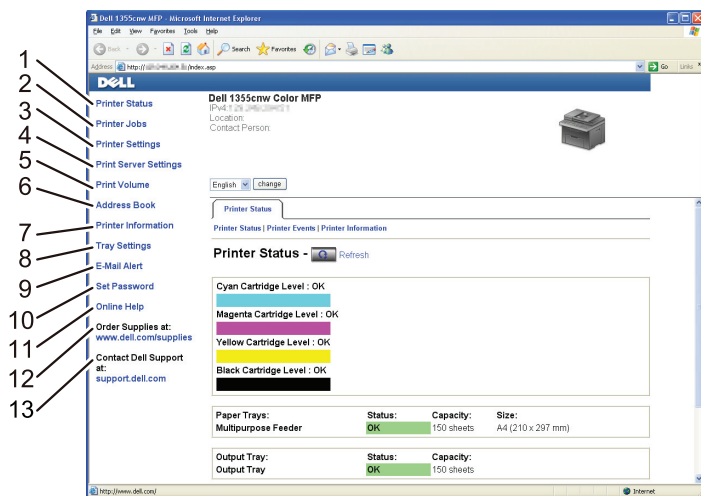 Dell 1355cnw MFP - Microsoft Internet Explorer
File Edit View Favorites Tools Help
Back Search Favorites
Address http:// /index.asp Go Links
DELL
1
2
3
4
5
6
7
8
9
10
11
12
13
Printer Status
Printer Jobs
Printer Settings
Print Server Settings
Print Volume
Address Book
Printer Information
Tray Settings
E-Mail Alert
Set Password
Online Help
Order Supplies at:
www.dell.com/supplies
Contact Dell Support
at:
support.dell.com
Dell 1355cnw Color MFP
IPv4:
Location:
Contact Person:
English change
Printer Status
Printer Status | Printer Events | Printer Information
Printer Status - Refresh
Cyan Cartridge Level : OK
Magenta Cartridge Level : OK
Yellow Cartridge Level : OK
Black Cartridge Level : OK
Paper Trays: Status: Capacity: Size:
Multipurpose Feeder OK 150 sheets A4 (210 x 297 mm)
Output Tray: Status: Capacity:
Output Tray OK 150 sheets
http://www.dell.com/ Internet